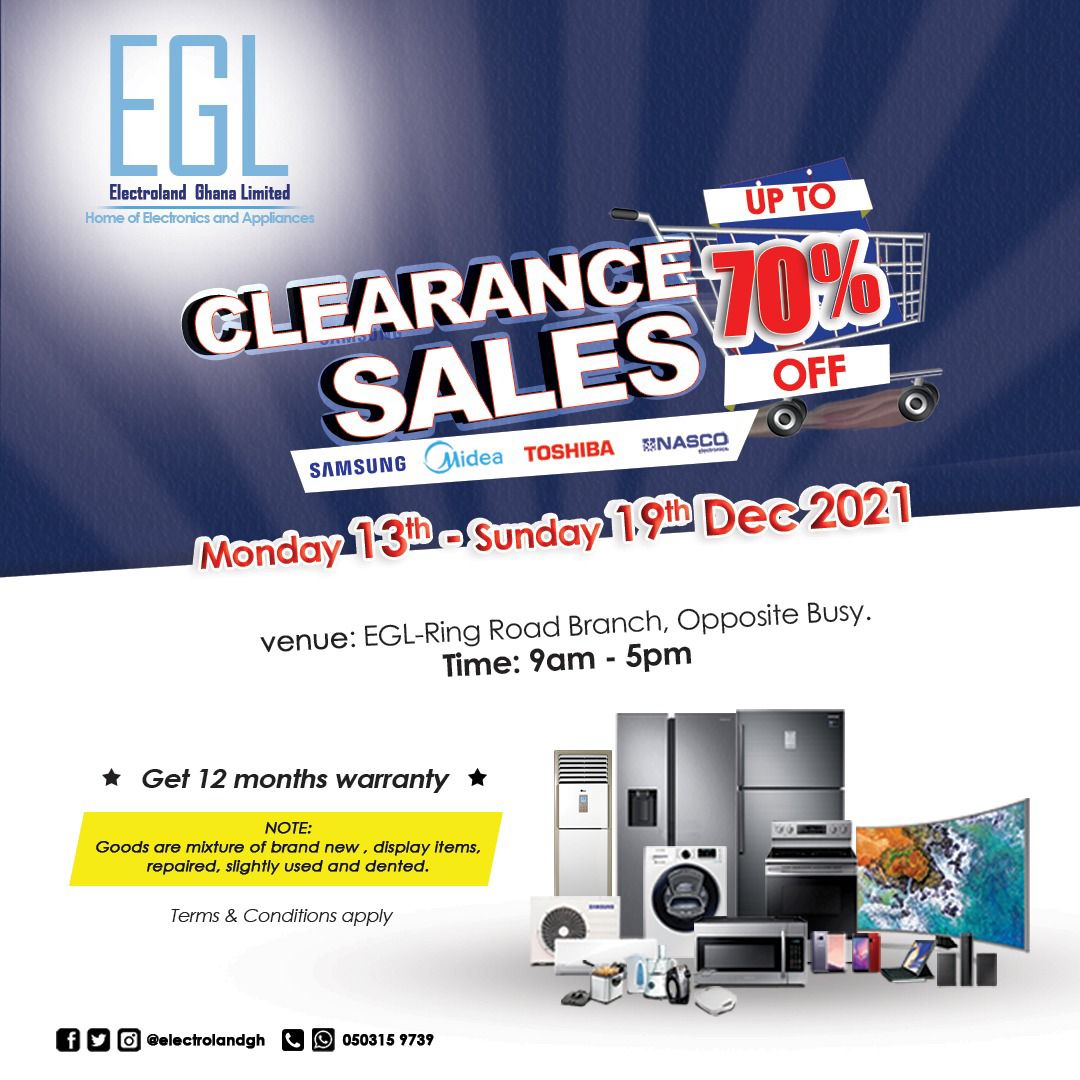 EGL
Electroland Ghana Limited
Home of Electronics and Appliances
UP TO
70%
OFF
CLEARANCE
SALES
SAMSUNG Midea TOSHIBA NASCO
electronics
Monday 13th - Sunday 19th Dec 2021
venue: EGL-Ring Road Branch, Opposite Busy.
Time: 9am - 5pm
Get 12 months warranty
NOTE:
Goods are mixture of brand new , display items,
repaired, slightly used and dented.
Terms & Conditions apply
SAMSUNG
@electrolandgh 050315 9739